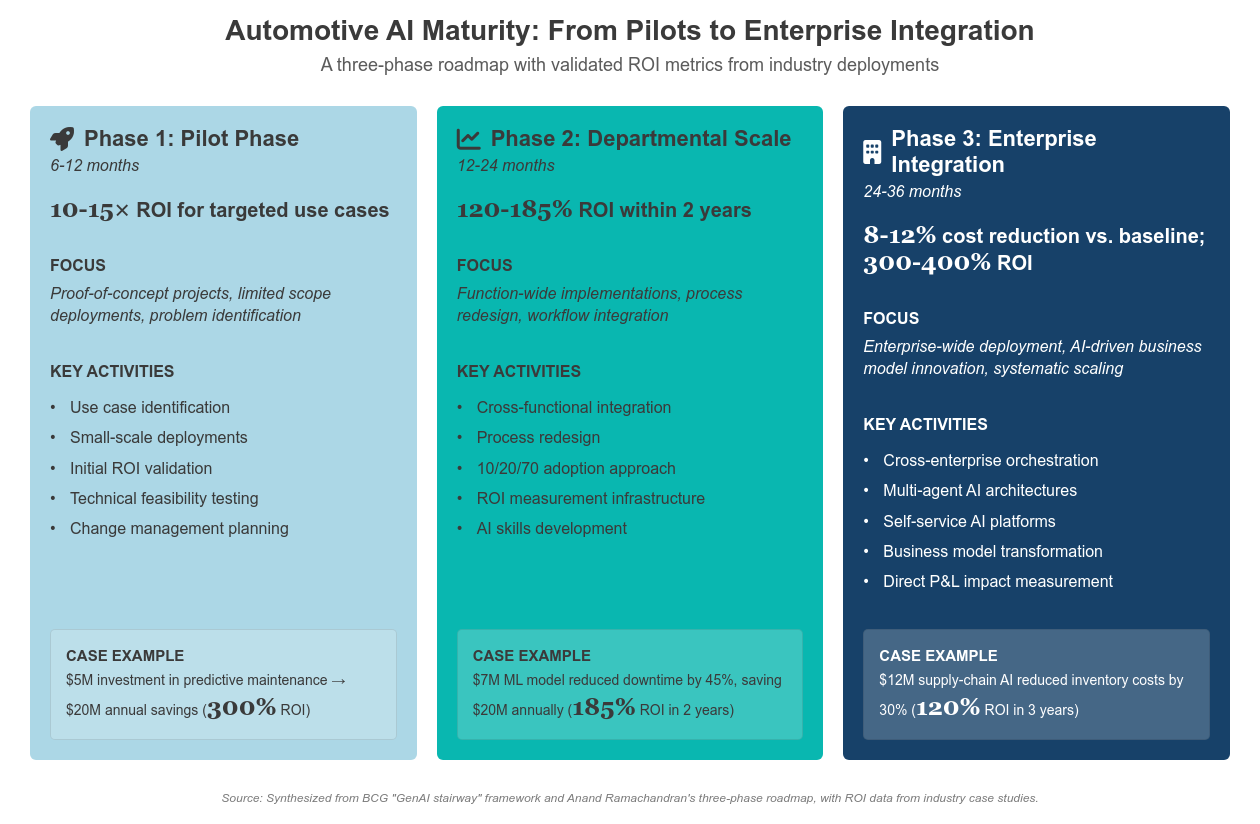 Automotive AI Maturity: From Pilots to Enterprise Integration
A three-phase roadmap with validated ROI metrics from industry deployments
Phase 1: Pilot Phase
6-12 months
10-15× ROI for targeted use cases
FOCUS
Proof-of-concept projects, limited scope
deployments, problem identification
KEY ACTIVITIES
• Use case identification
• Small-scale deployments
• Initial ROI validation
• Technical feasibility testing
• Change management planning
CASE EXAMPLE
$5M investment in predictive maintenance →
$20M annual savings (300% ROI)
Phase 2: Departmental Scale
12-24 months
120-185% ROI within 2 years
FOCUS
Function-wide implementations, process
redesign, workflow integration
KEY ACTIVITIES
• Cross-functional integration
• Process redesign
• 10/20/70 adoption approach
• ROI measurement infrastructure
• AI skills development
CASE EXAMPLE
$7M ML model reduced downtime by 45%, saving
$20M annually (185% ROI in 2 years)
Phase 3: Enterprise
Integration
24-36 months
8-12% cost reduction vs. baseline;
300-400% ROI
FOCUS
Enterprise-wide deployment, AI-driven business
model innovation, systematic scaling
KEY ACTIVITIES
• Cross-enterprise orchestration
• Multi-agent AI architectures
• Self-service AI platforms
• Business model transformation
• Direct P&L impact measurement
CASE EXAMPLE
$12M supply-chain AI reduced inventory costs by
30% (120% ROI in 3 years)
Source: Synthesized from BCG "GenAI stairway" framework and Anand Ramachandran's three-phase roadmap, with ROI data from industry case studies.